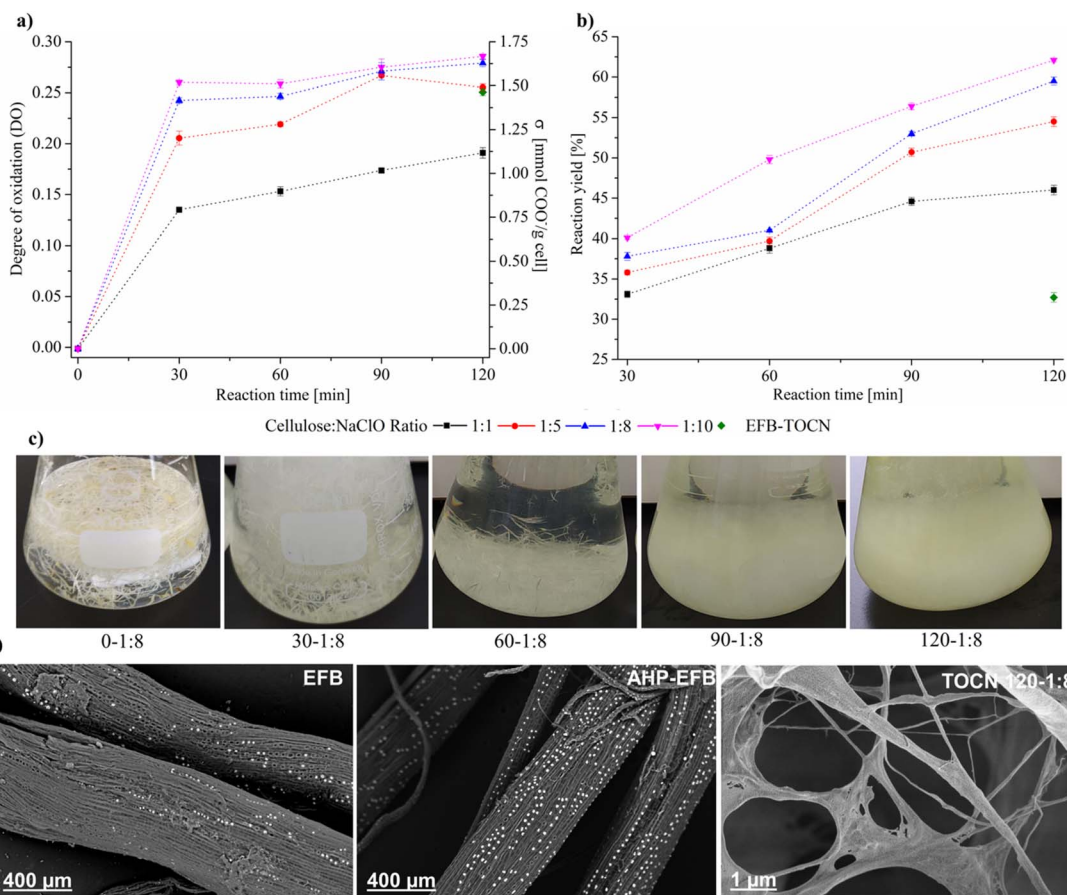 a)
b)
0.30
0.25
0.20
0.15
0.10
0.05
0.00
Degree of oxidation (DO)
1.75
1.50
1.25
1.00
0.75
0.50
0.25
0.00
σ [mmol COO⁻/g cell]
0 30 60 90 120
Reaction time [min]
65
60
55
50
45
40
35
30
25
Reaction yield [%]
30 60 90 120
Reaction time [min]
Cellulose:NaClO Ratio 1:1 1:5 1:8 1:10 EFB-TOCN
c)
0-1:8 30-1:8 60-1:8 90-1:8 120-1:8
EFB
400 µm
AHP-EFB
400 µm
TOCN 120-1:8
1 µm